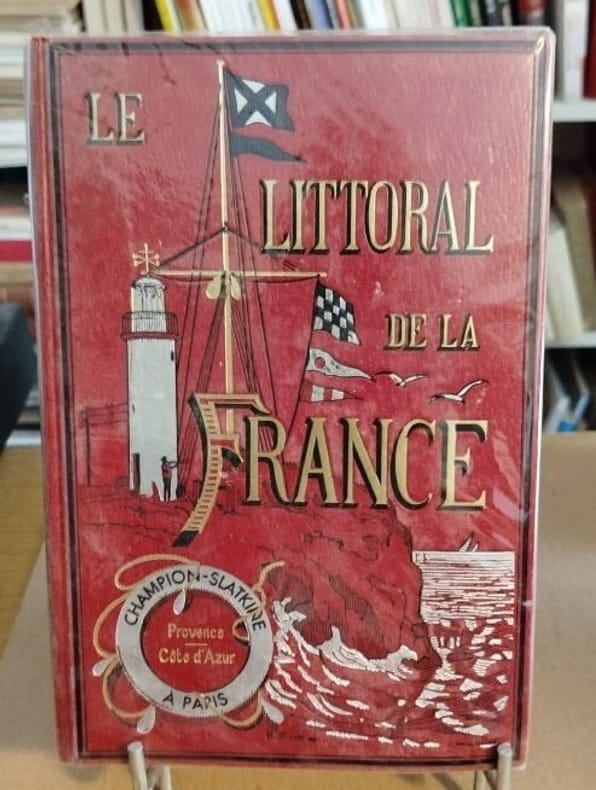 LE
LITTORAL
DE LA
FRANCE
CHAMPION-SLATKINE
Provence
Côte d'Azur
A PARIS